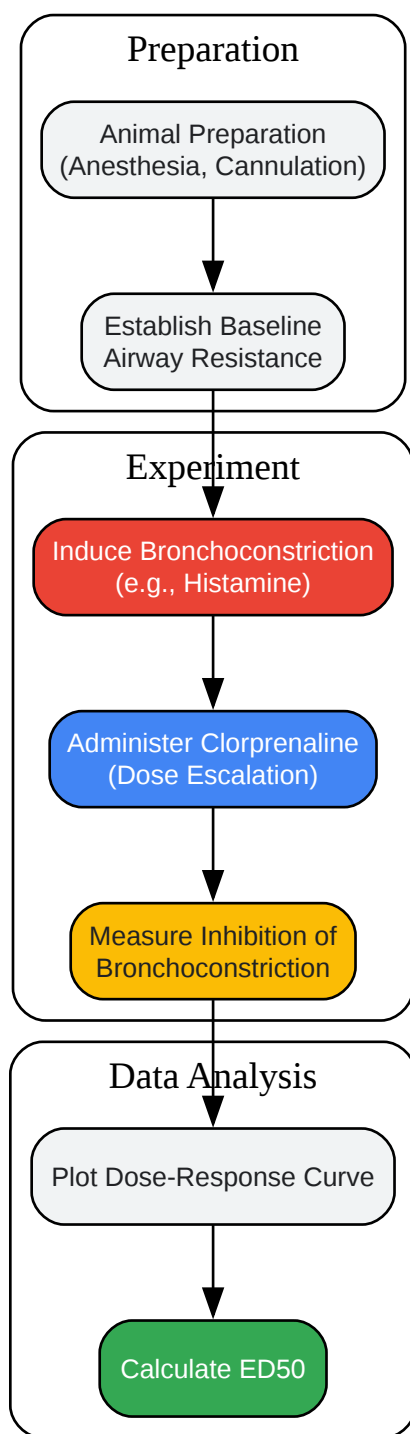 Preparation
Animal Preparation
(Anesthesia, Cannulation)
Establish Baseline
Airway Resistance
Experiment
Induce Bronchoconstriction
(e.g., Histamine)
Administer Clorprenaline
(Dose Escalation)
Measure Inhibition of
Bronchoconstriction
Data Analysis
Plot Dose-Response Curve
Calculate ED50